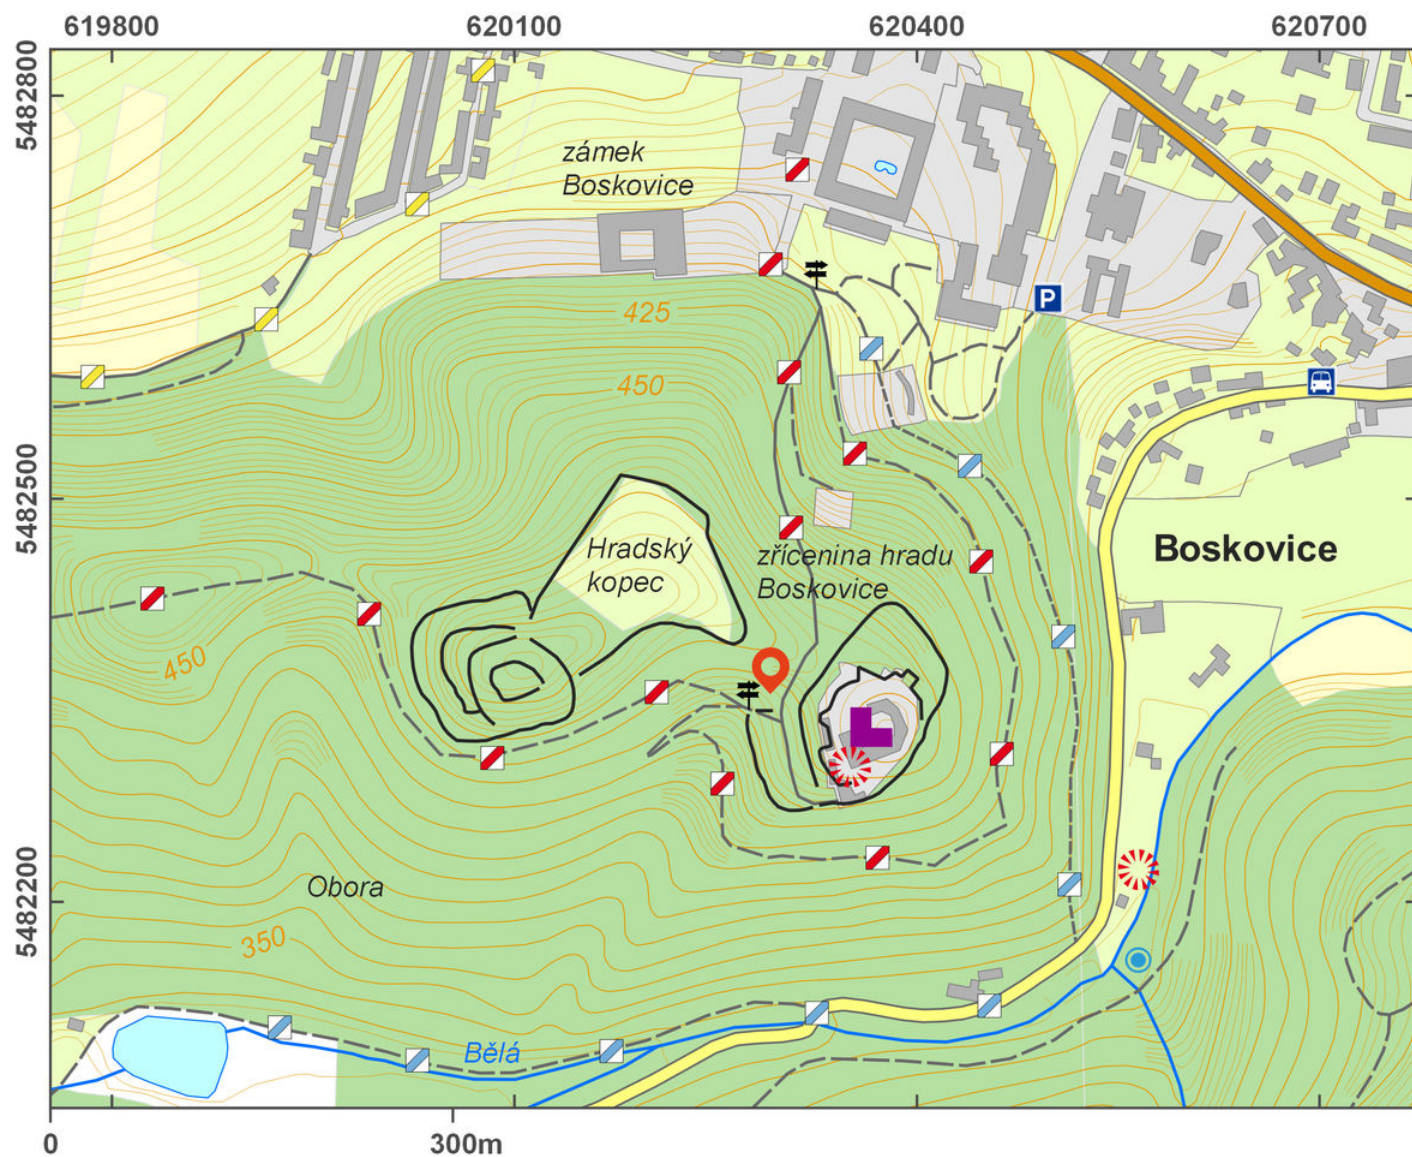 619800
620100
620400
620700
5482800
5482500
5482200
zámek
Boskovice
P
425
450
Hradský
kopec
zřícenina hradu
Boskovice
Boskovice
450
Obora
350
Bělá
0
300m